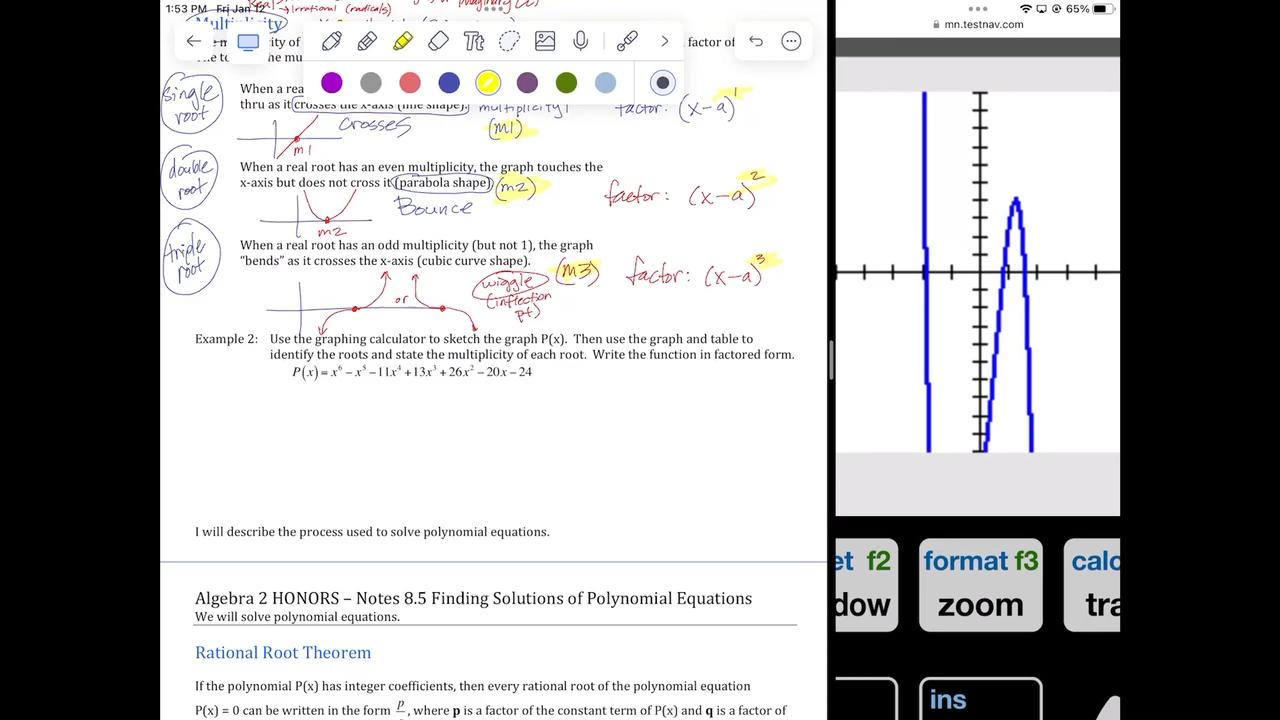 1:53 PM Fri Jan 12
65%
→ Irrational (radicals)
Multiplicity
mn.testnav.com
factor of
When a rea
thru as it crosses the x-axis (line shape). multiplicity 1 factor: (x-a)^1
single root
crosses
(m1)
m1
When a real root has an even multiplicity, the graph touches the
x-axis but does not cross it (parabola shape). (m2) factor: (x-a)^2
double root
Bounce
m2
When a real root has an odd multiplicity (but not 1), the graph
“bends” as it crosses the x-axis (cubic curve shape). (m3) factor: (x-a)^3
triple root
or
wiggle
(inflection
pt)
Example 2: Use the graphing calculator to sketch the graph P(x). Then use the graph and table to
identify the roots and state the multiplicity of each root. Write the function in factored form.
P(x) = x⁶ − x⁵ − 11x⁴ + 13x³ + 26x² − 20x − 24
I will describe the process used to solve polynomial equations.
Algebra 2 HONORS – Notes 8.5 Finding Solutions of Polynomial Equations
We will solve polynomial equations.
Rational Root Theorem
If the polynomial P(x) has integer coefficients, then every rational root of the polynomial equation
P(x) = 0 can be written in the form p/, where p is a factor of the constant term of P(x) and q is a factor of
et f2 format f3 calc
dow zoom tra
ins